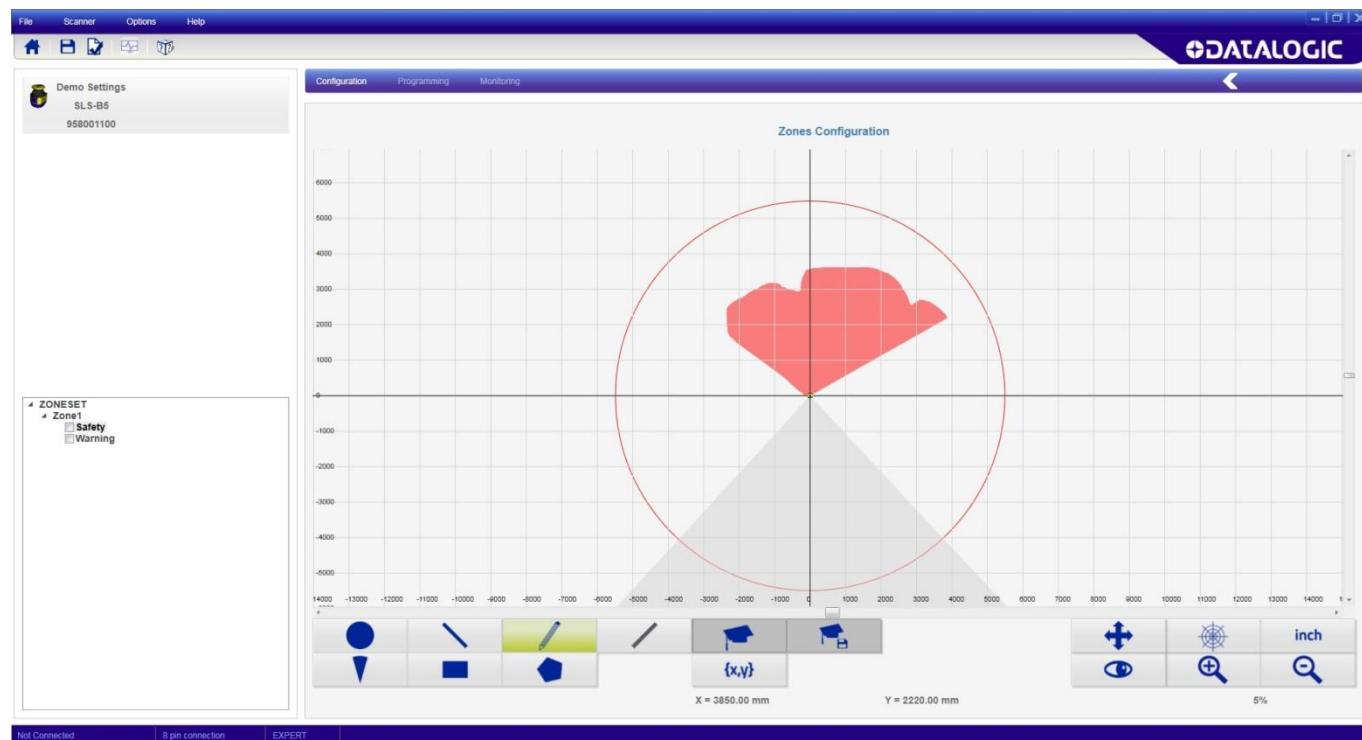 File Scanner Options Help
DATALOGIC
Demo Settings
SLS-B5
958001100
Configuration Programming Monitoring
Zones Configuration
6000
5000
4000
3000
2000
1000
0
-1000
-2000
-3000
-4000
-5000
14000 -13000 -12000 -11000 -10000 -9000 -8000 -7000 -6000 -5000 -4000 -3000 -2000 -1000 0 1000 2000 3000 4000 5000 6000 7000 8000 9000 10000 11000 12000 13000 14000
ZONESET
Zone1
Safety
Warning
inch
{x,y}
X = 3850.00 mm Y = 2220.00 mm 5%
Not Connected 8 pin connection EXPERT